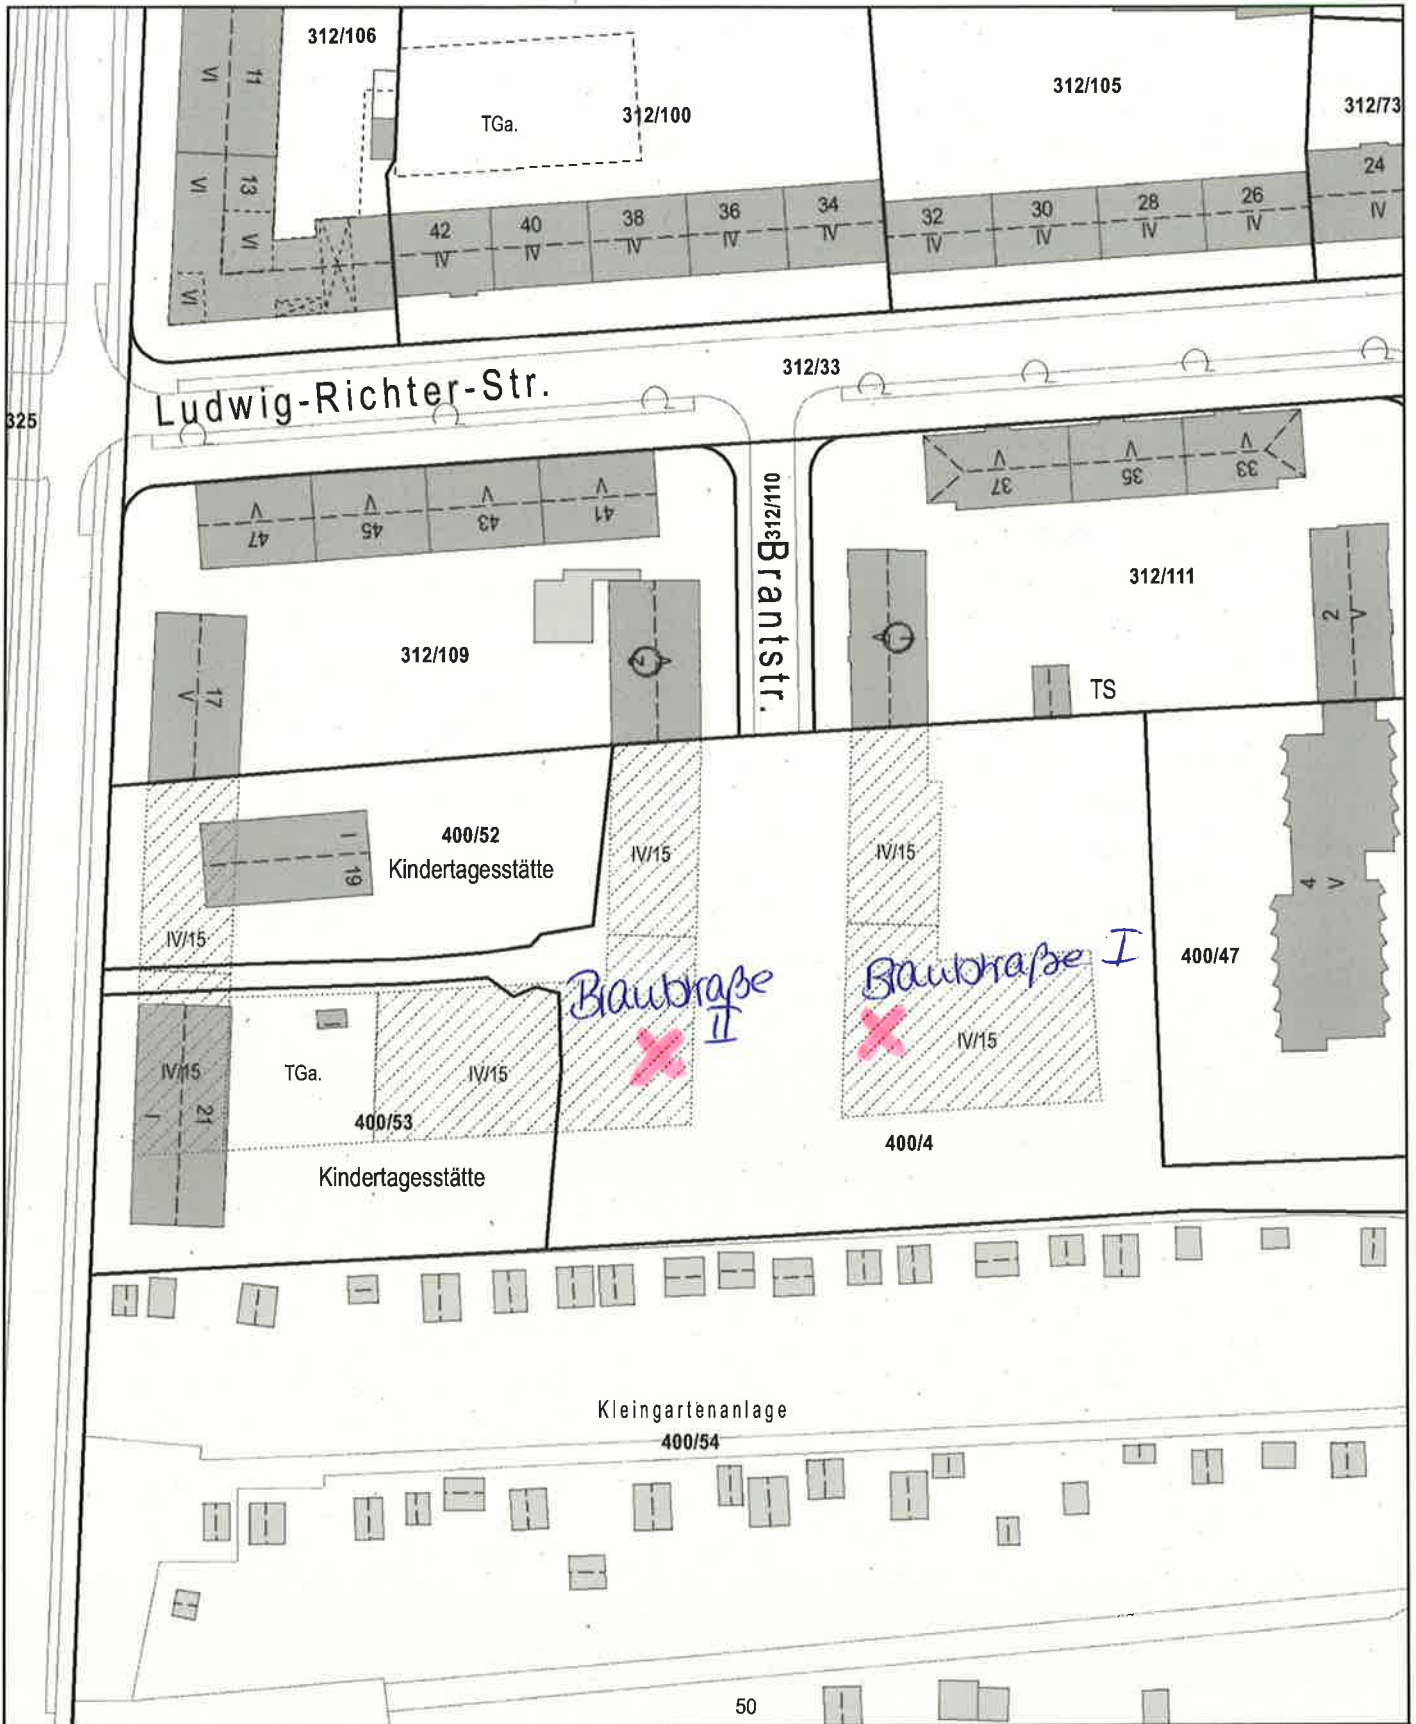 312/106
11
VI
312/100
TGa.
312/105
312/73
24
IV
13
VI
VI
VI
42
IV
40
IV
38
IV
36
IV
34
IV
32
IV
30
IV
28
IV
26
IV
312/33
Ludwig-Richter-Str.
325
47
V
45
V
43
V
41
V
37
V
35
V
33
V
312/110
Brantstr.
312/111
2
V
312/109
17
V
2
V
1
V
TS
400/52
Kindertagesstätte
I
19
IV/15
IV/15
IV/15
4
V
400/47
Braustraße
II
Braustraße I
IV/15
IV/15
I
21
TGa.
I
IV/15
400/53
Kindertagesstätte
IV/15
400/4
Kleingartenanlage
400/54
50